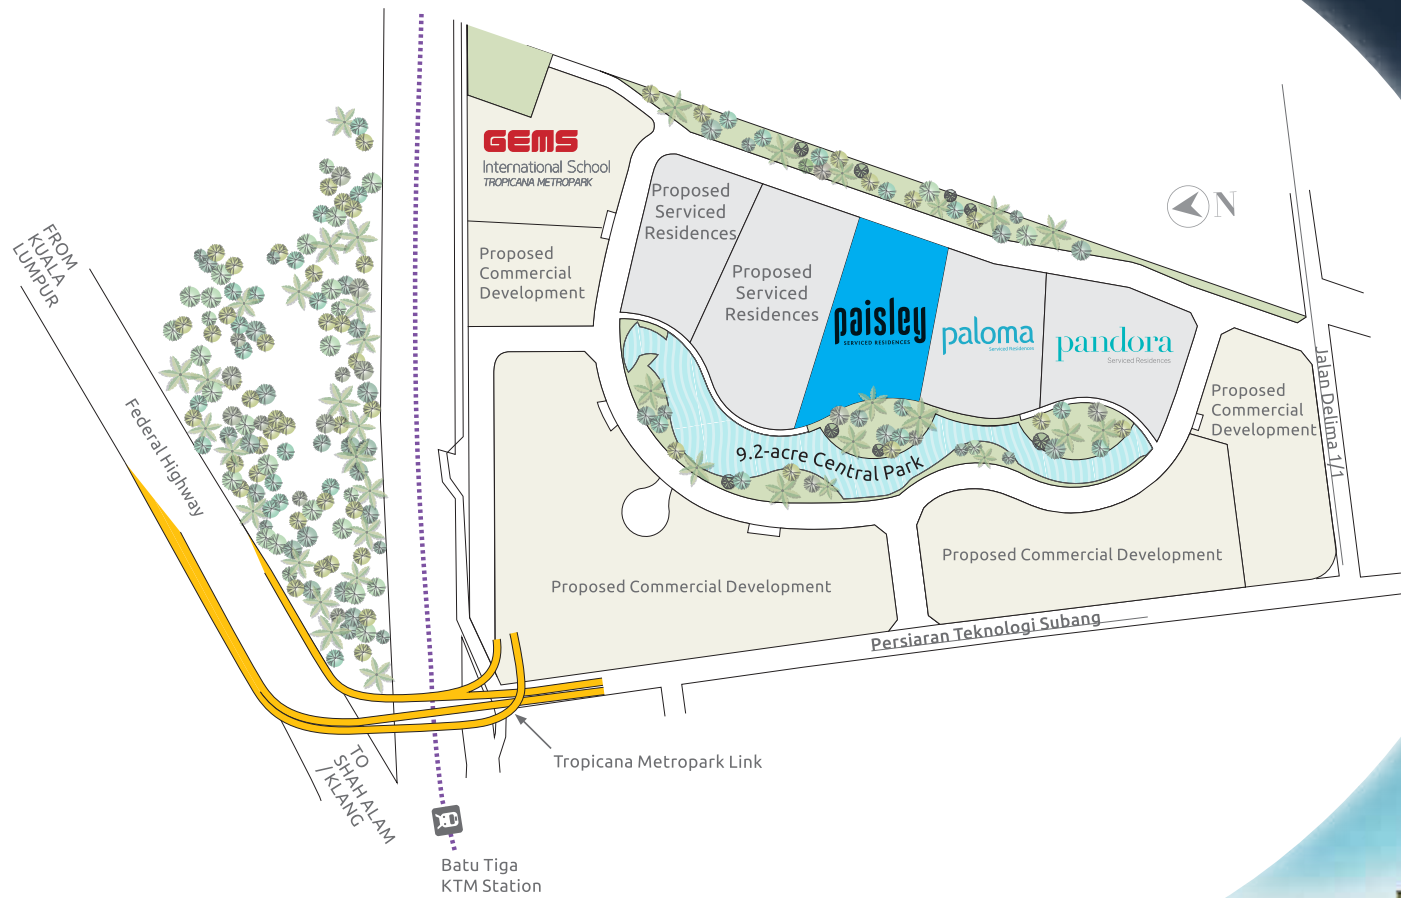 GEMS
International School
TROPICANA METROPARK
Proposed
Serviced
Residences
N
FROM
KUALA
LUMPUR
Proposed
Commercial
Development
Proposed
Serviced
Residences
paisley
SERVICED RESIDENCES
paloma
Serviced Residences
pandora
Serviced Residences
Proposed
Commercial
Development
Jalan Delima 1/1
Federal Highway
9.2-acre Central Park
Proposed Commercial Development
Proposed Commercial Development
Persiaran Teknologi Subang
Tropicana Metropark Link
TO
SHAH ALAM
/ KLANG
Batu Tiga
KTM Station